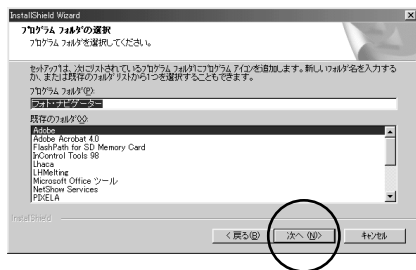 InstallShield Wizard
プログラム フォルダの選択
プログラム フォルダを選択してください。
セットアップは、次にリストされているプログラム フォルダにプログラム アイコンを追加します。新しいフォルダ名を入力する
か、または既存のフォルダ リストから1つを選択することもできます。
プログラム フォルダ(P):
フォト・ナビゲーター
既存のフォルダ(X):
Adobe
Adobe Acrobat 4.0
FlashPath for SD Memory Card
InControl Tools 98
Lhaca
LHMelting
Microsoft Office ツール
NetShow Services
PIXELA
InstallShield
< 戻る(B)
次へ (N)>
キャンセル